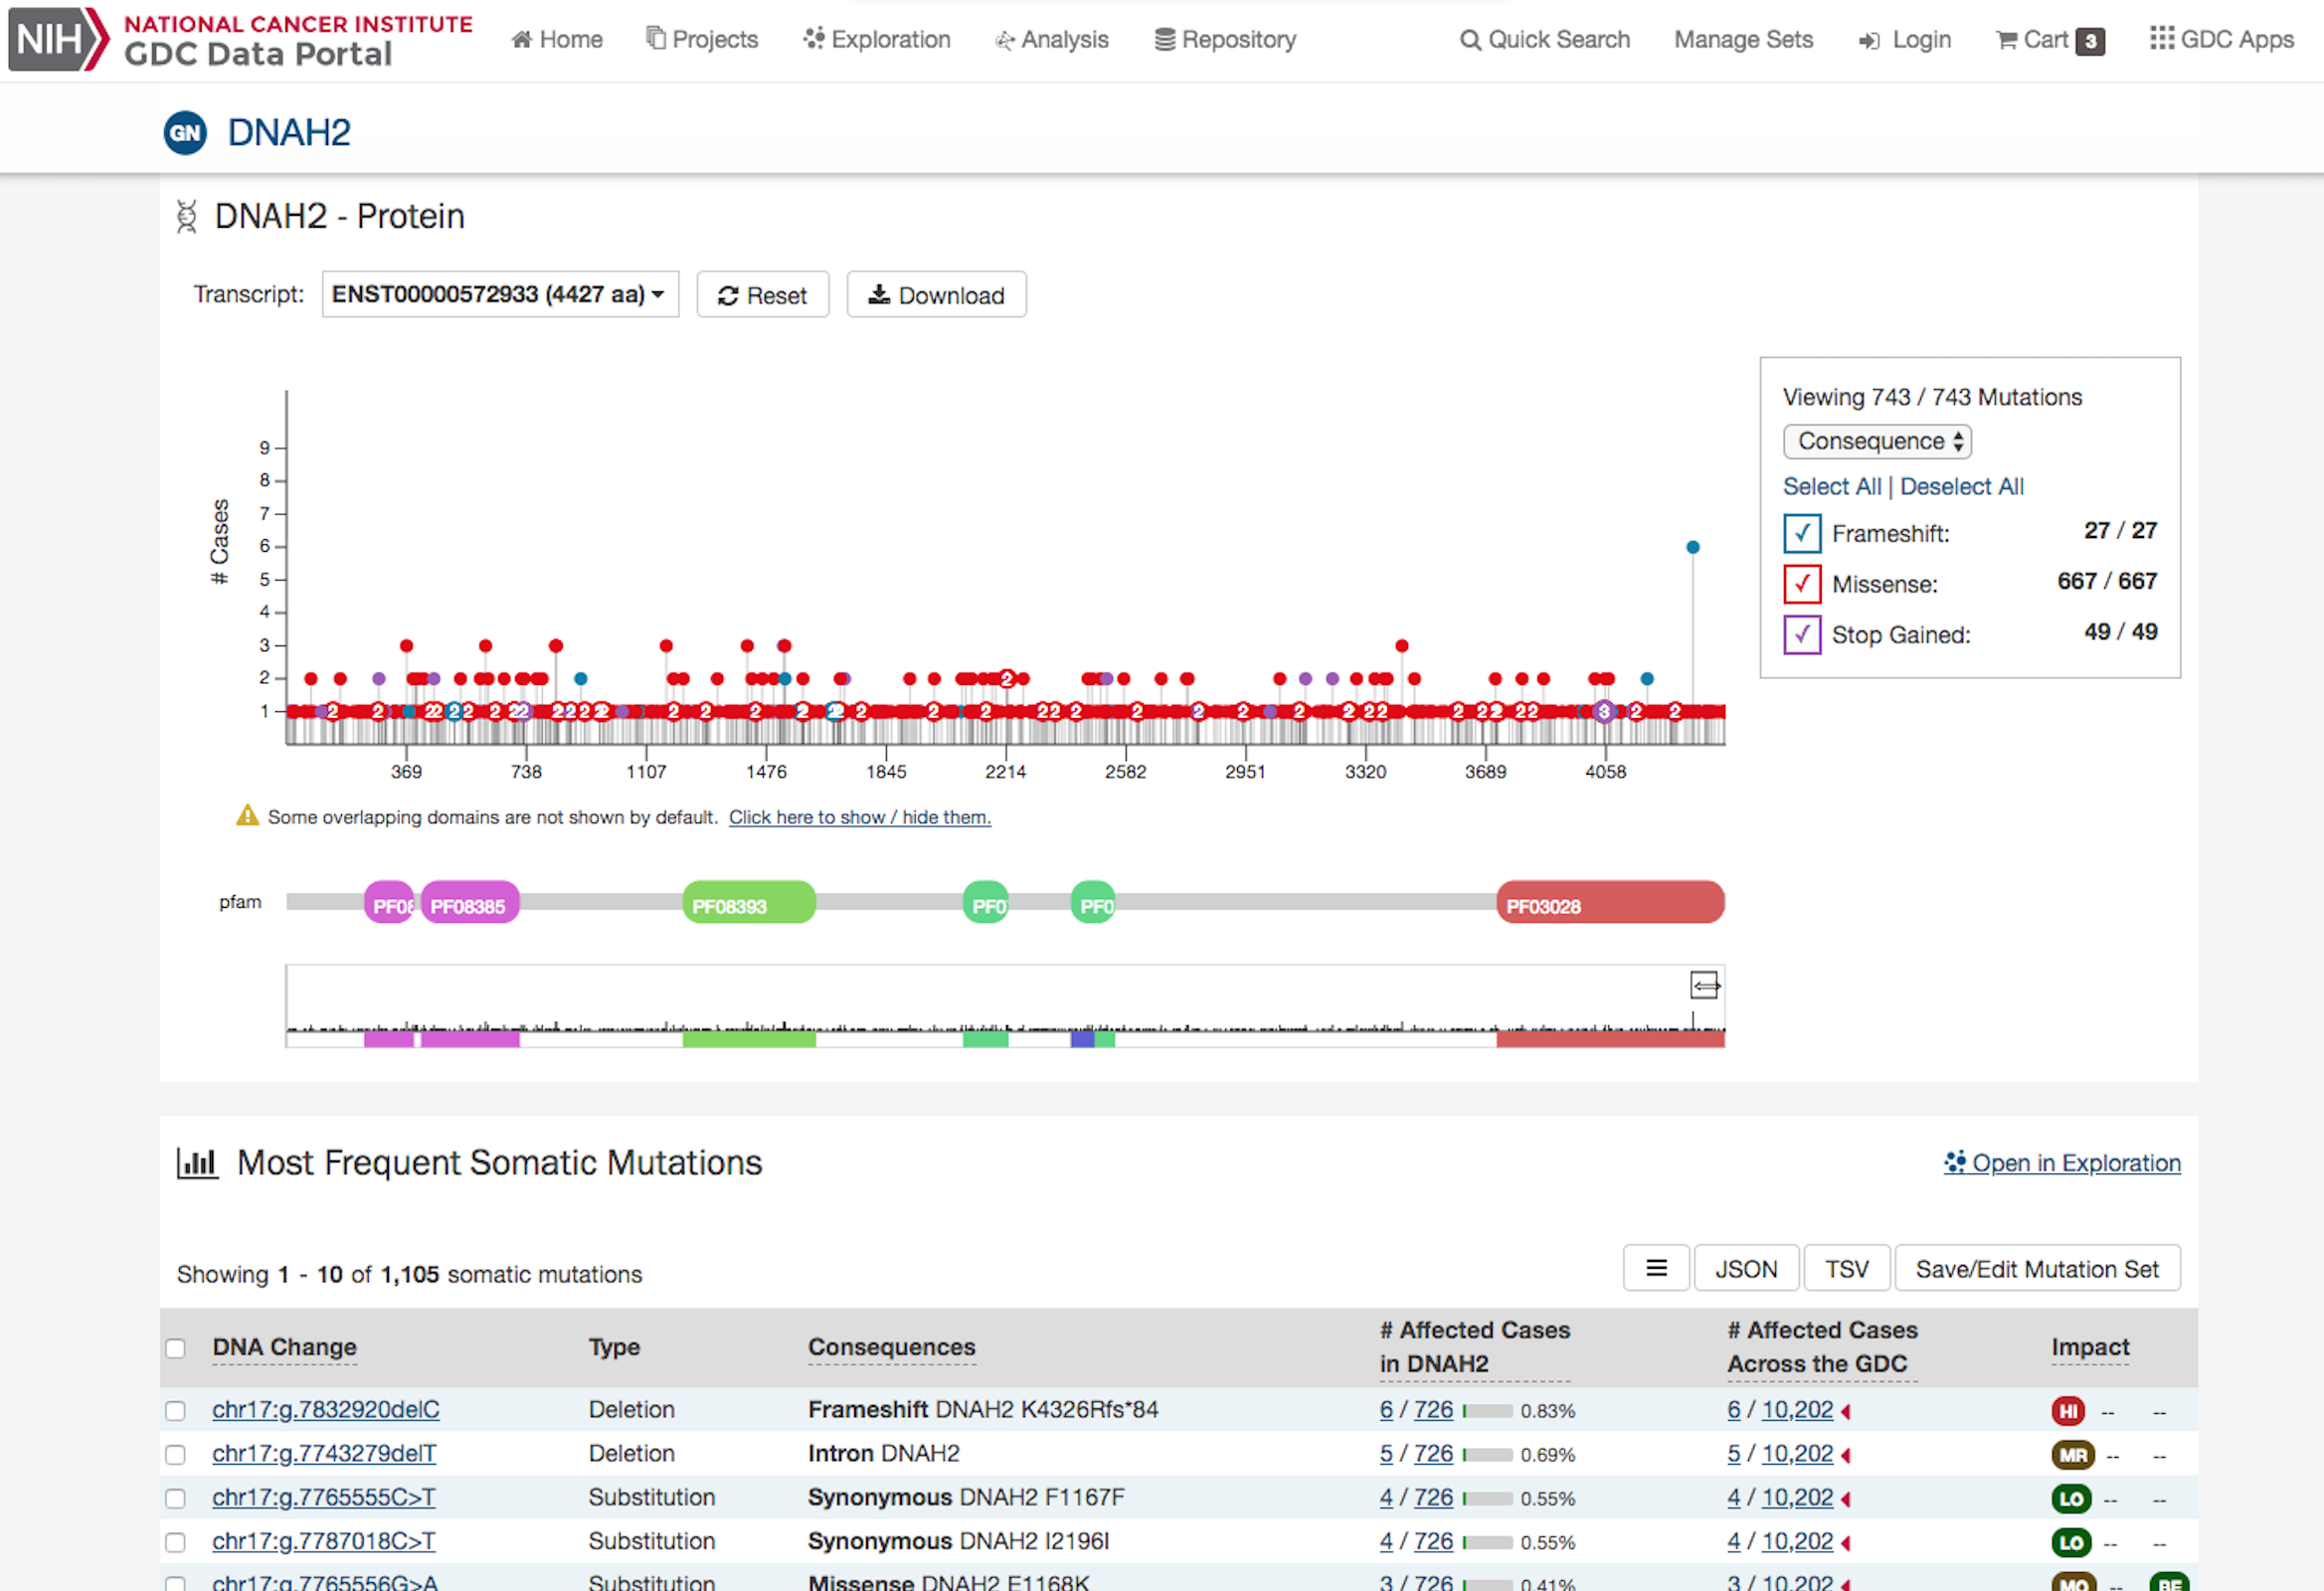 NIH NATIONAL CANCER INSTITUTE
GDC Data Portal
Home Projects Exploration Analysis Repository Quick Search Manage Sets Login Cart 3 GDC Apps
GN DNAH2
DNAH2 - Protein
Transcript: ENST00000572933 (4427 aa) Reset Download
Viewing 743 / 743 Mutations
Consequence
Select All | Deselect All
Frameshift: 27 / 27
Missense: 667 / 667
Stop Gained: 49 / 49
# Cases
9
8
7
6
5
4
3
2
1
369 738 1107 1476 1845 2214 2582 2951 3320 3689 4058
Some overlapping domains are not shown by default. Click here to show / hide them.
pfam PF08 PF08385 PF08393 PF0 PF0 PF03028
Most Frequent Somatic Mutations
Open in Exploration
Showing 1 - 10 of 1,105 somatic mutations
JSON TSV Save/Edit Mutation Set
DNA Change Type Consequences # Affected Cases in DNAH2 # Affected Cases Across the GDC Impact
chr17:g.7832920delC Deletion Frameshift DNAH2 K4326Rfs*84 6 / 726 0.83% 6 / 10,202 HI -- --
chr17:g.7743279delT Deletion Intron DNAH2 5 / 726 0.69% 5 / 10,202 MR -- --
chr17:g.7765555C>T Substitution Synonymous DNAH2 F1167F 4 / 726 0.55% 4 / 10,202 LO -- --
chr17:g.7787018C>T Substitution Synonymous DNAH2 I2196I 4 / 726 0.55% 4 / 10,202 LO -- --
chr17:g.7765556G>A Substitution Missense DNAH2 E1168K 3 / 726 0.41% 3 / 10,202 MO -- BE